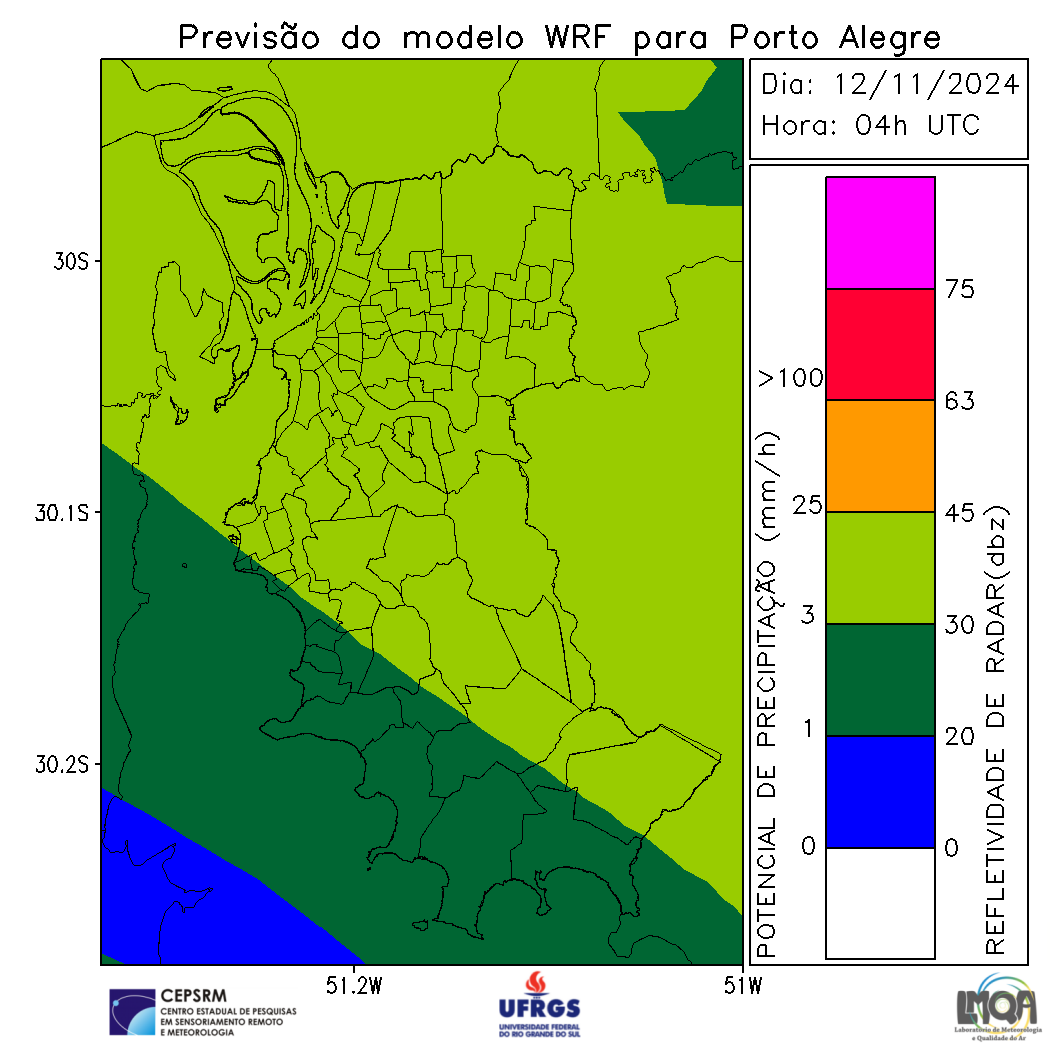 Previsão do modelo WRF para Porto Alegre
Dia: 12/11/2024
Hora: 04h UTC
30S
30.1S
30.2S
51.2W
51W
POTENCIAL DE PRECIPITAÇÃO (mm/h)
>100
25
3
1
0
75
63
45
30
20
0
REFLETIVIDADE DE RADAR(dbz)
CEPSRM
CENTRO ESTADUAL DE PESQUISAS
EM SENSORIAMENTO REMOTO
E METEOROLOGIA
UFRGS
UNIVERSIDADE FEDERAL
DO RIO GRANDE DO SUL
LMQA
Laboratório de Meteorologia
e Qualidade do Ar